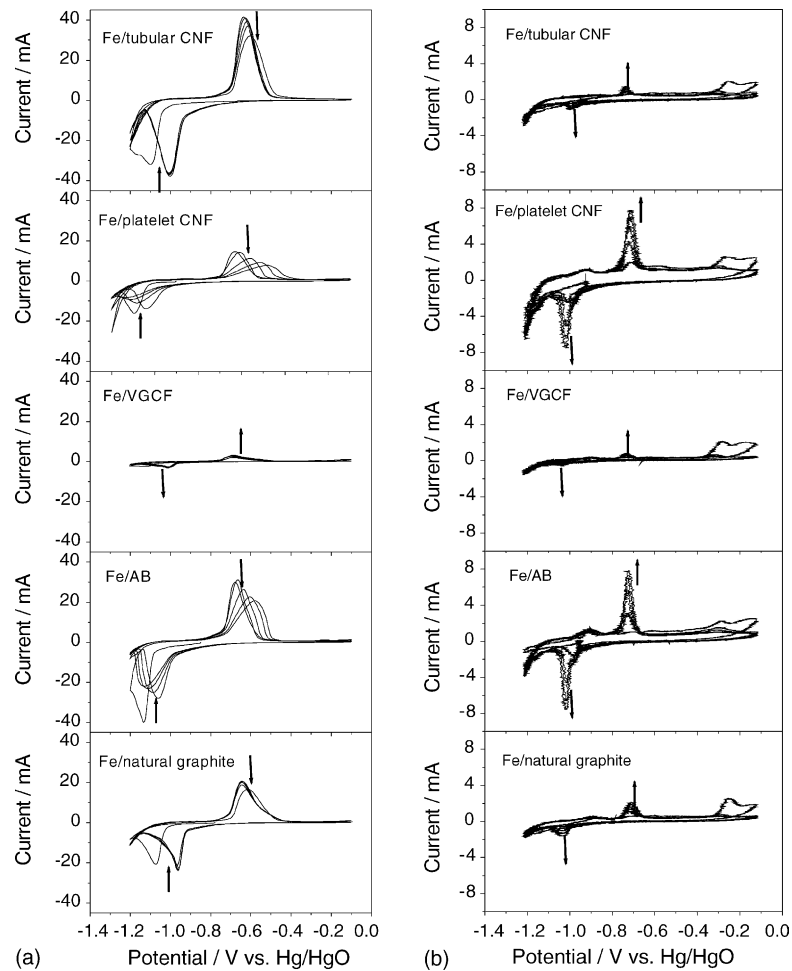 Fe/tubular CNF
40
20
0
-20
-40
Current / mA
Fe/platelet CNF
40
20
0
-20
-40
Current / mA
Fe/VGCF
40
20
0
-20
-40
Current / mA
Fe/AB
40
20
0
-20
-40
Current / mA
Fe/natural graphite
40
20
0
-20
-40
Current / mA
-1.4 -1.2 -1.0 -0.8 -0.6 -0.4 -0.2 0.0
(a) Potential / V vs. Hg/HgO
Fe/tubular CNF
8
4
0
-4
-8
Current / mA
Fe/platelet CNF
8
4
0
-4
-8
Current / mA
Fe/VGCF
8
4
0
-4
-8
Current / mA
Fe/AB
8
4
0
-4
-8
Current / mA
Fe/natural graphite
8
4
0
-4
-8
Current / mA
-1.4 -1.2 -1.0 -0.8 -0.6 -0.4 -0.2 0.0
(b) Potential / V vs. Hg/HgO